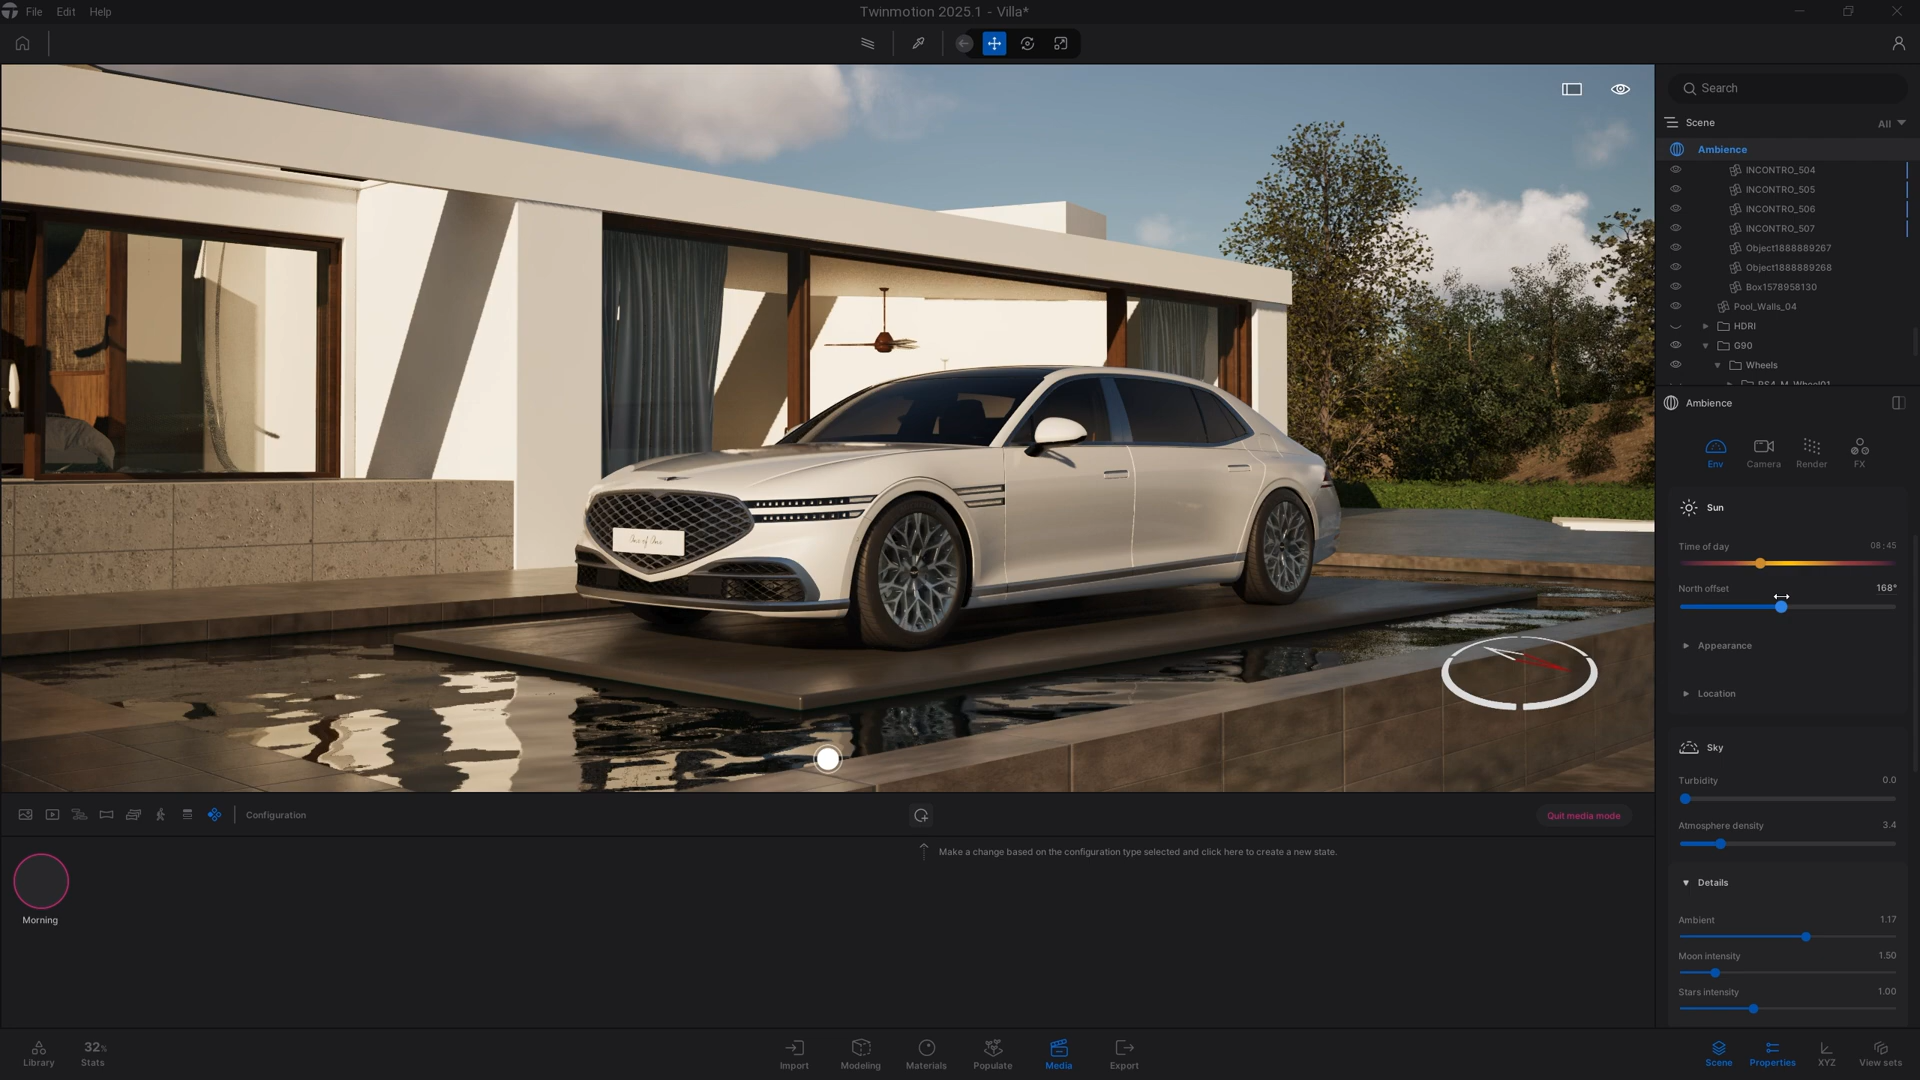 File Edit Help
Twinmotion 2025.1 - Villa*
Search
Scene
All
Ambience
INCONTRO_504
INCONTRO_505
INCONTRO_506
INCONTRO_507
Object1888889267
Object1888889268
Box1578958130
Pool_Walls_04
HDRI
G90
Wheels
Ambience
Env
Camera
Render
FX
Sun
Time of day 08:45
North offset 168°
Appearance
Location
Sky
Turbidity 0.0
Atmosphere density 3.4
Details
Ambient 1.17
Moon intensity 1.50
Stars intensity 1.00
One of One
Configuration
Quit media mode
Make a change based on the configuration type selected and click here to create a new state.
Morning
Library
32%
Stats
Import
Modeling
Materials
Populate
Media
Export
Scene
Properties
XYZ
View sets